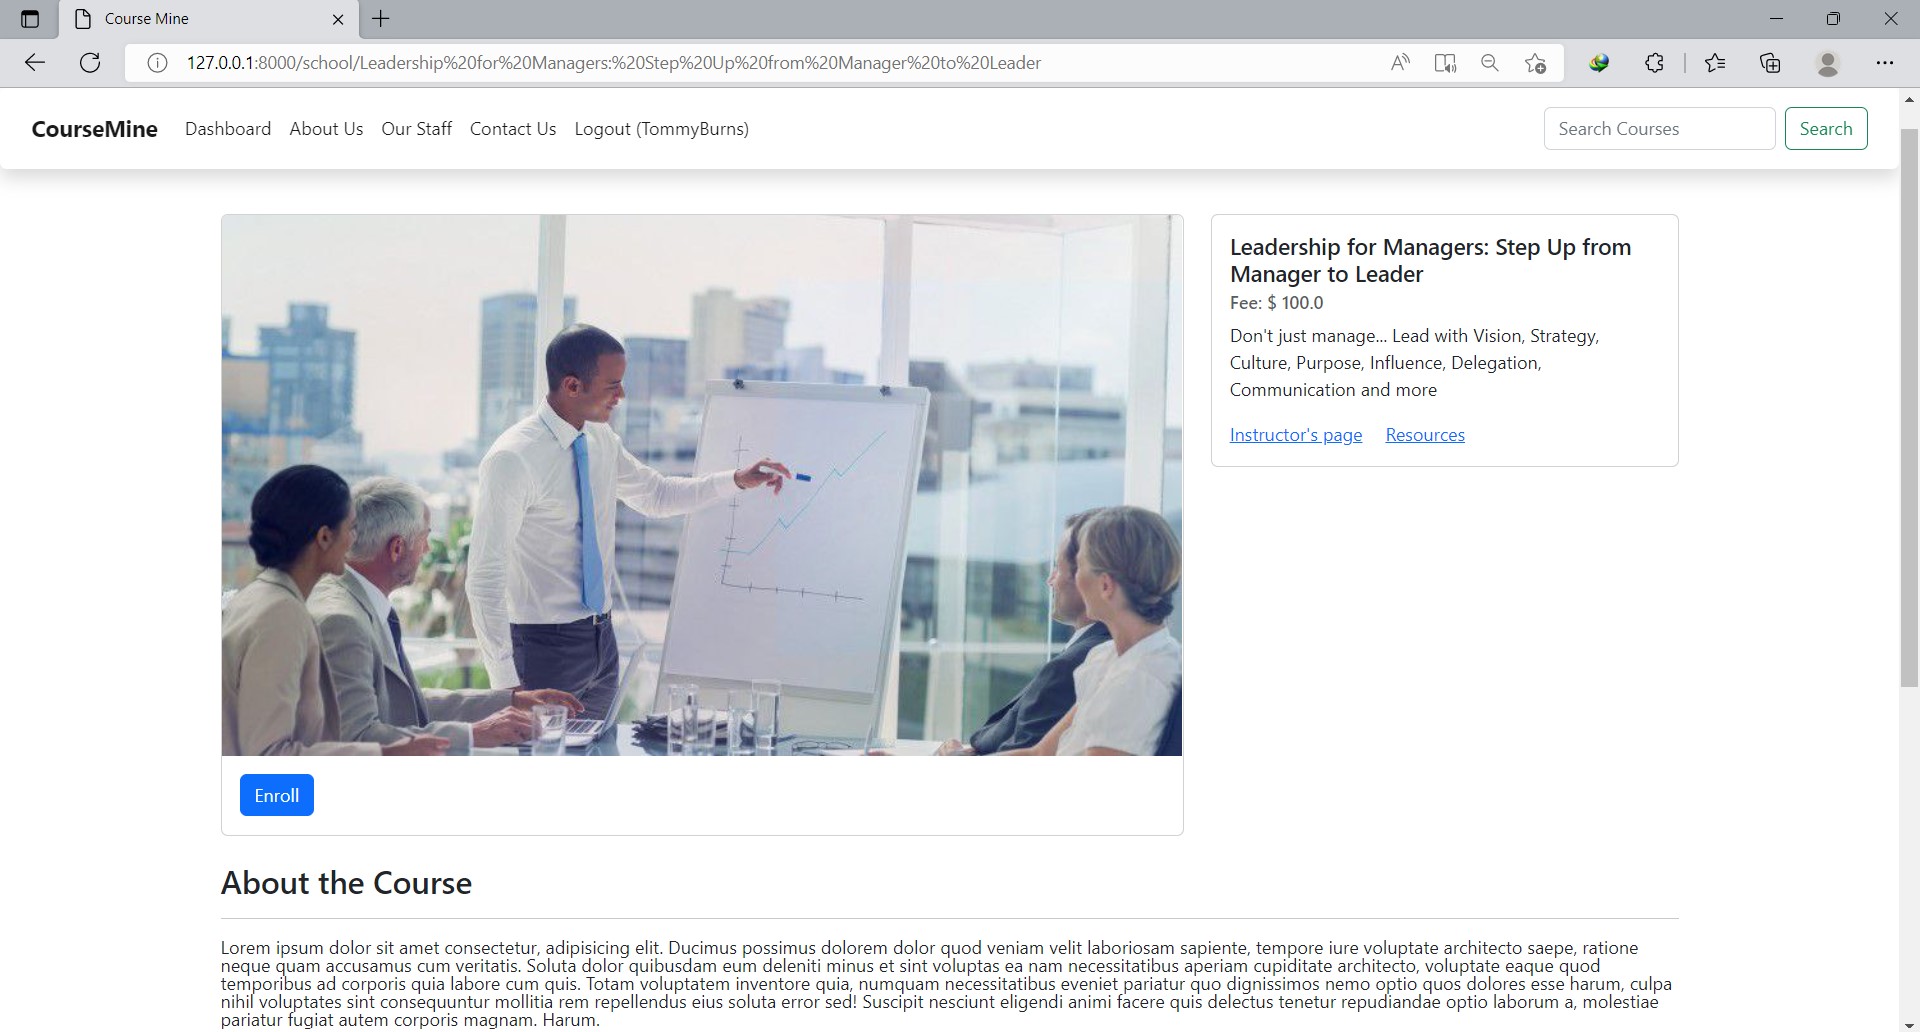 Course Mine
127.0.0.1:8000/school/Leadership%20for%20Managers:%20Step%20Up%20from%20Manager%20to%20Leader
CourseMine Dashboard About Us Our Staff Contact Us Logout (TommyBurns) Search Courses Search
Leadership for Managers: Step Up from
Manager to Leader
Fee: $ 100.0
Don't just manage... Lead with Vision, Strategy,
Culture, Purpose, Influence, Delegation,
Communication and more
Instructor's page Resources
Enroll
About the Course
Lorem ipsum dolor sit amet consectetur, adipisicing elit. Ducimus possimus dolorem dolor quod veniam velit laboriosam sapiente, tempore iure voluptate architecto saepe, ratione
neque quam accusamus cum veritatis. Soluta dolor quibusdam eum deleniti minus et sint voluptas ea nam necessitatibus aperiam cupiditate architecto, voluptate eaque quod
temporibus ad corporis quia labore cum quis. Totam voluptatem inventore quia, numquam necessitatibus eveniet pariatur quo dignissimos nemo optio quos dolores esse harum, culpa
nihil voluptates sint consequuntur mollitia rem repellendus eius soluta error sed! Suscipit nesciunt eligendi animi facere quis delectus tenetur repudiandae optio laborum a, molestiae
pariatur fugiat autem corporis magnam. Harum.